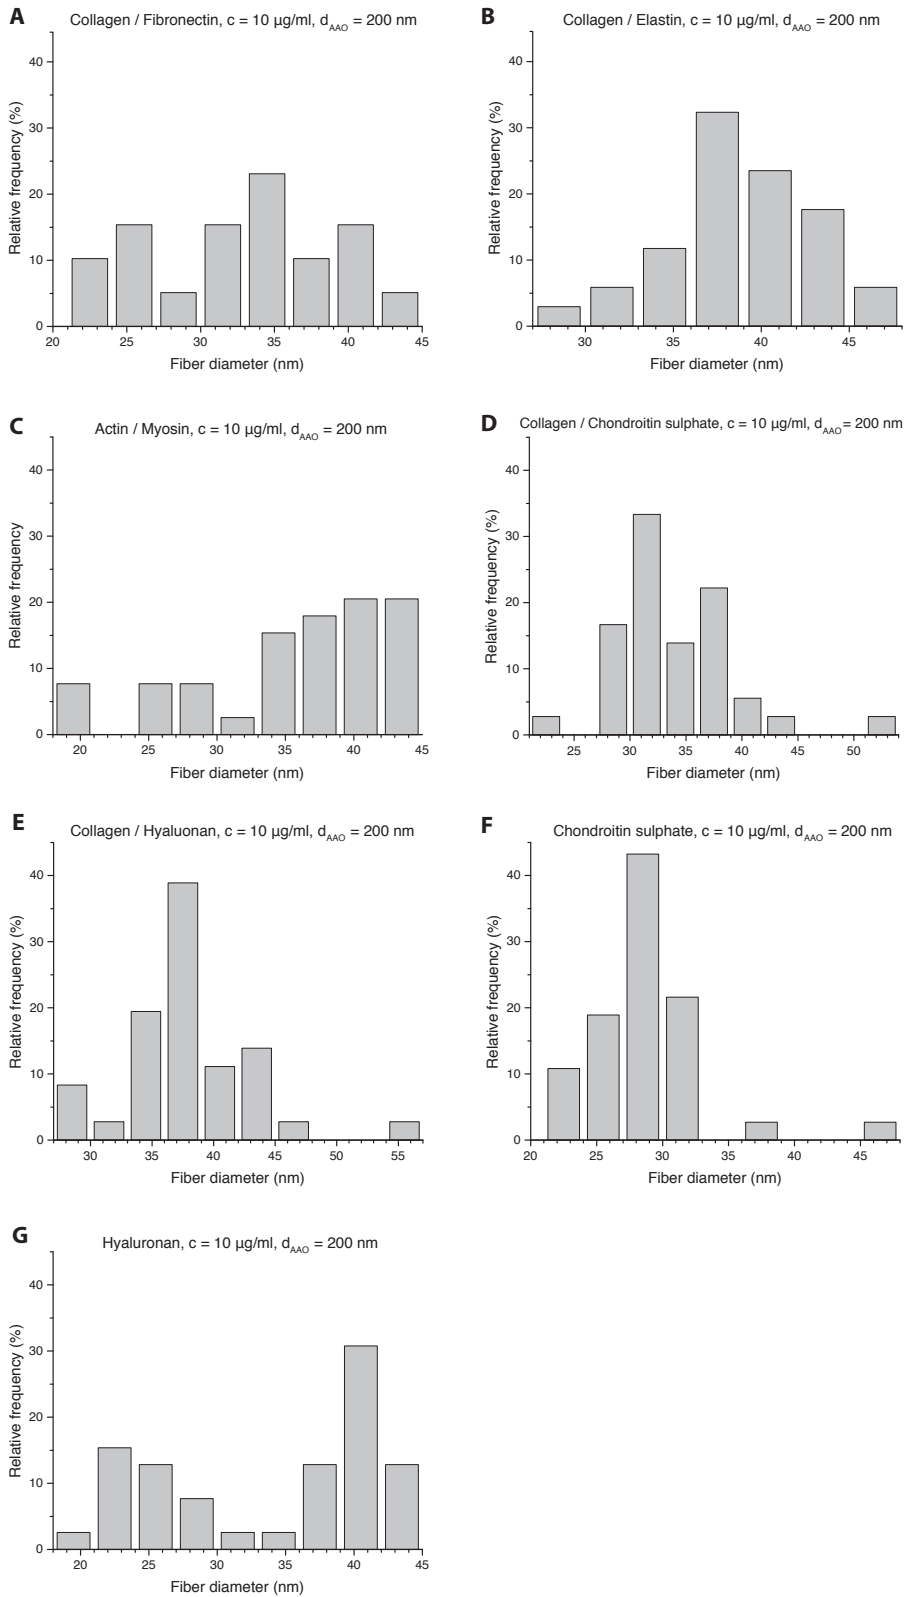 A
Collagen / Fibronectin, c = 10 µg/ml, dAAO = 200 nm
40
30
20
10
0
Relative frequency (%)
20 25 30 35 40 45
Fiber diameter (nm)
B
Collagen / Elastin, c = 10 µg/ml, dAAO = 200 nm
40
30
20
10
0
Relative frequency (%)
30 35 40 45
Fiber diameter (nm)
C
Actin / Myosin, c = 10 µg/ml, dAAO = 200 nm
40
30
20
10
0
Relative frequency
20 25 30 35 40 45
Fiber diameter (nm)
D
Collagen / Chondroitin sulphate, c = 10 µg/ml, dAAO = 200 nm
40
30
20
10
0
Relative frequency (%)
25 30 35 40 45 50
Fiber diameter (nm)
E
Collagen / Hyaluonan, c = 10 µg/ml, dAAO = 200 nm
40
30
20
10
0
Relative frequency (%)
30 35 40 45 50 55
Fiber diameter (nm)
F
Chondroitin sulphate, c = 10 µg/ml, dAAO = 200 nm
40
30
20
10
0
Relative frequency (%)
20 25 30 35 40 45
Fiber diameter (nm)
G
Hyaluronan, c = 10 µg/ml, dAAO = 200 nm
40
30
20
10
0
Relative frequency (%)
20 25 30 35 40 45
Fiber diameter (nm)